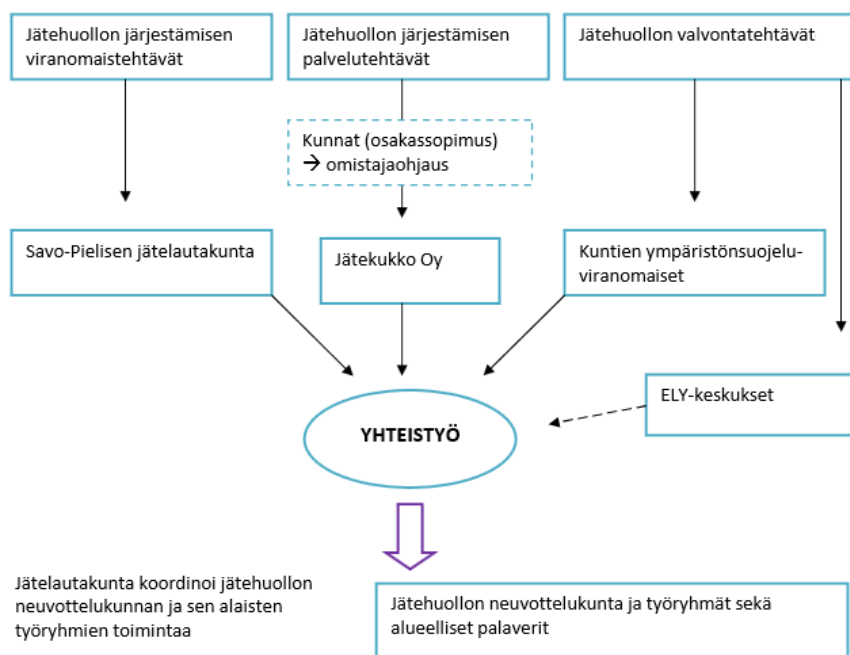 Jätehuollon järjestämisen
viranomaistehtävät
Jätehuollon järjestämisen
palvelutehtävät
Jätehuollon valvontatehtävät
Kunnat (osakassopimus)
→ omistajaohjaus
Savo-Pielisen jätelautakunta
Jätekukko Oy
Kuntien ympäristönsuojelu-
viranomaiset
ELY-keskukset
YHTEISTYÖ
Jätelautakunta koordinoi jätehuollon
neuvottelukunnan ja sen alaisten
työryhmien toimintaa
Jätehuollon neuvottelukunta ja työryhmät sekä
alueelliset palaverit